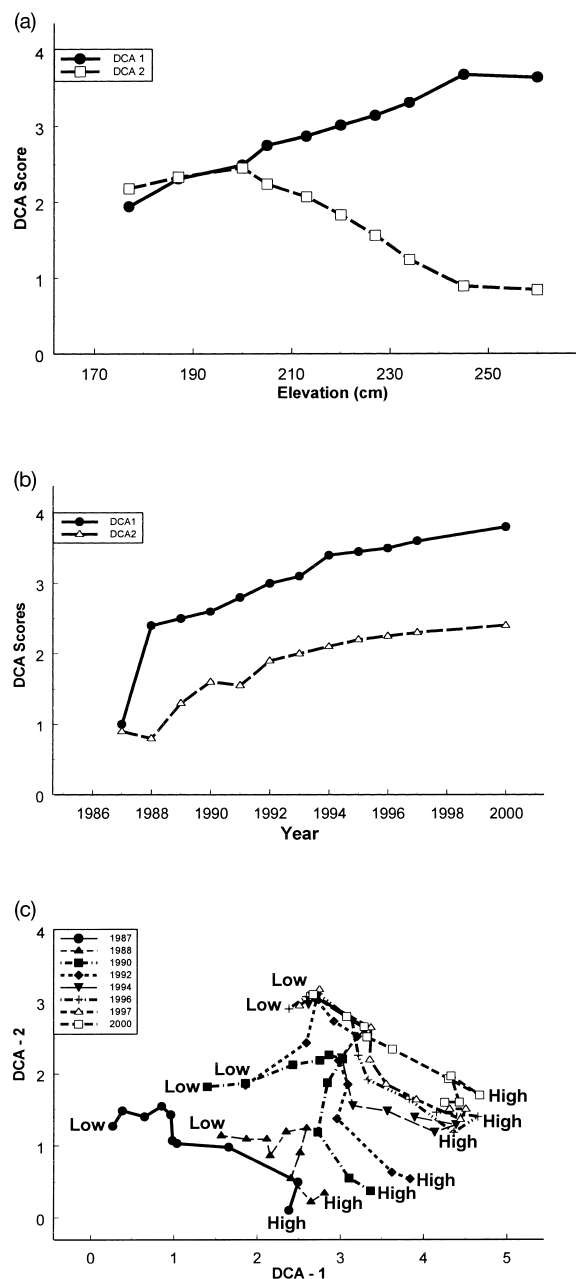 (a)
4
DCA 1
DCA 2
3
DCA Score
2
1
0
170 190 210 230 250
Elevation (cm)
(b)
4
DCA1
DCA2
3
DCA Scores
2
1
0
1986 1988 1990 1992 1994 1996 1998 2000
Year
(c)
4
1987
1988
1990
1992
1994
1996
1997
2000
3
Low
Low
DCA - 2
2
Low
Low
High
Low
Low
High
High
1
High
High
High
High
0
0 1 2 3 4 5
DCA - 1